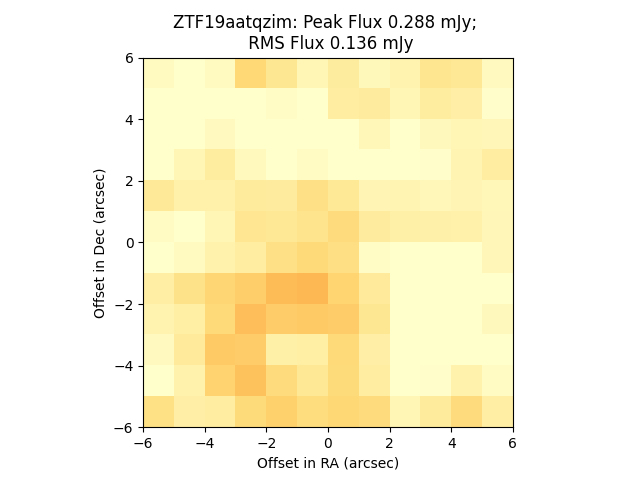 ZTF19aatqzim: Peak Flux 0.288 mJy;
RMS Flux 0.136 mJy
6
4
2
0
−2
−4
−6
Offset in Dec (arcsec)
−6 −4 −2 0 2 4 6
Offset in RA (arcsec)